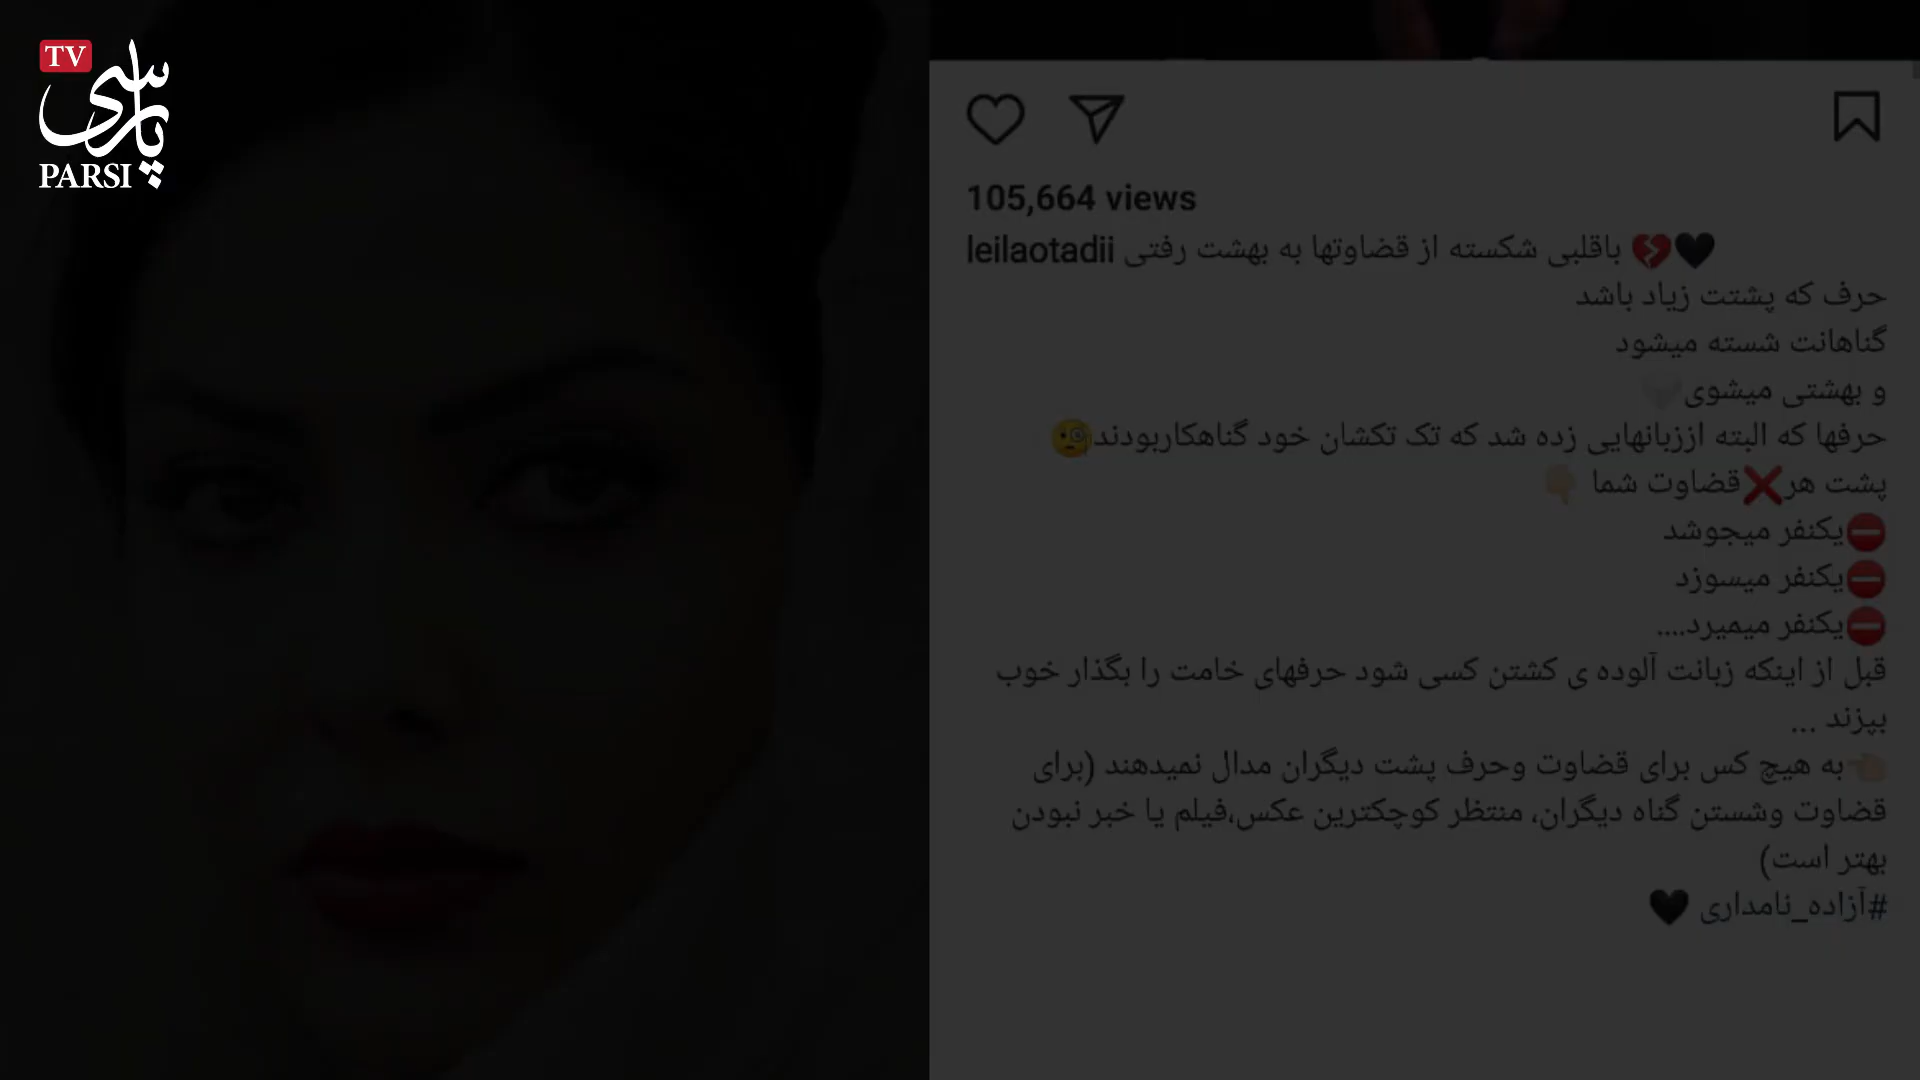 TV
پارسی
PARSI
105,664 views
leilaotadii باقلبی شکسته از قضاوتها به بهشت رفتی 💔🖤
حرف که پشتت زیاد باشد
گناهانت شسته میشود
و بهشتی میشوی🤍
حرفها که البته اززبانهایی زده شد که تک تکشان خود گناهکاربودند🧐
پشت هر❌قضاوت شما 👇🏻
⛔یکنفر میجوشد
⛔یکنفر میسوزد
⛔یکنفر میمیرد....
قبل از اینکه زبانت آلوده ی کشتن کسی شود حرفهای خامت را بگذار خوب
بپزند ...
👈🏻به هیچ کس برای قضاوت وحرف پشت دیگران مدال نمیدهند (برای
قضاوت وشستن گناه دیگران، منتظر کوچکترین عکس،فیلم یا خبر نبودن
بهتر است)
#آزاده_نامداری 🖤